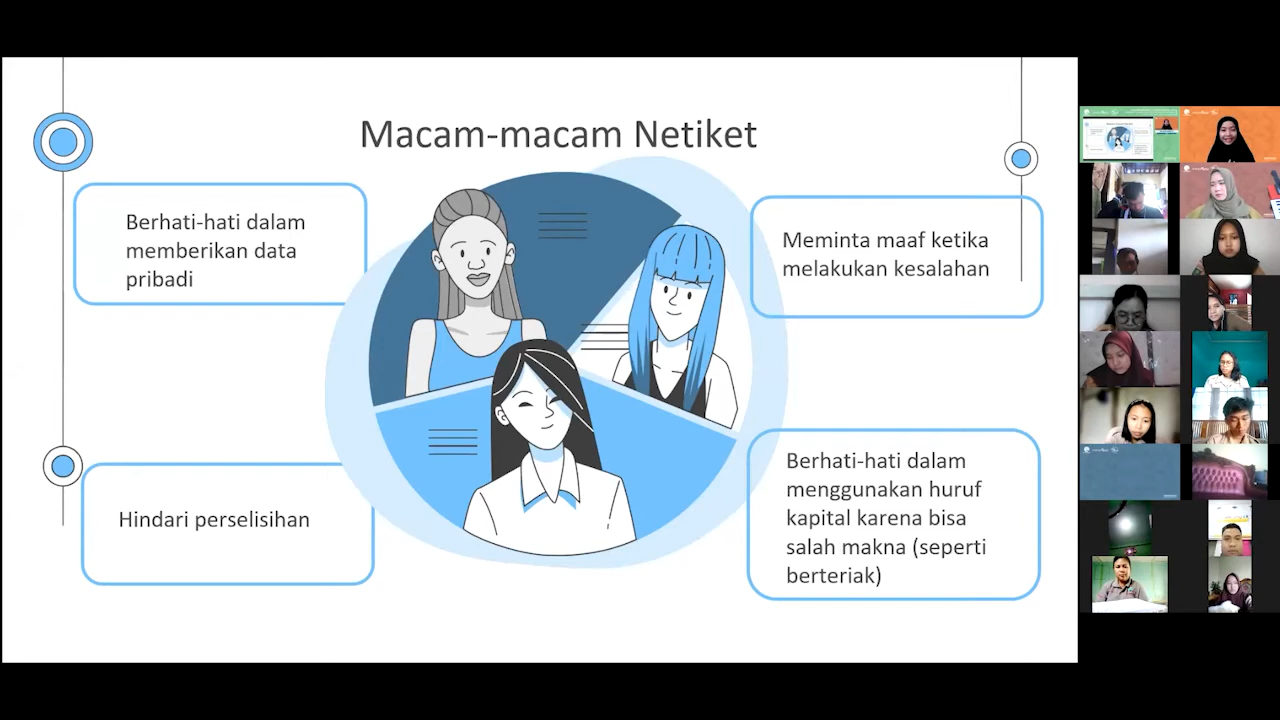 Macam-macam Netiket
Berhati-hati dalam
memberikan data
pribadi
Meminta maaf ketika
melakukan kesalahan
Hindari perselisihan
Berhati-hati dalam
menggunakan huruf
kapital karena bisa
salah makna (seperti
berteriak)